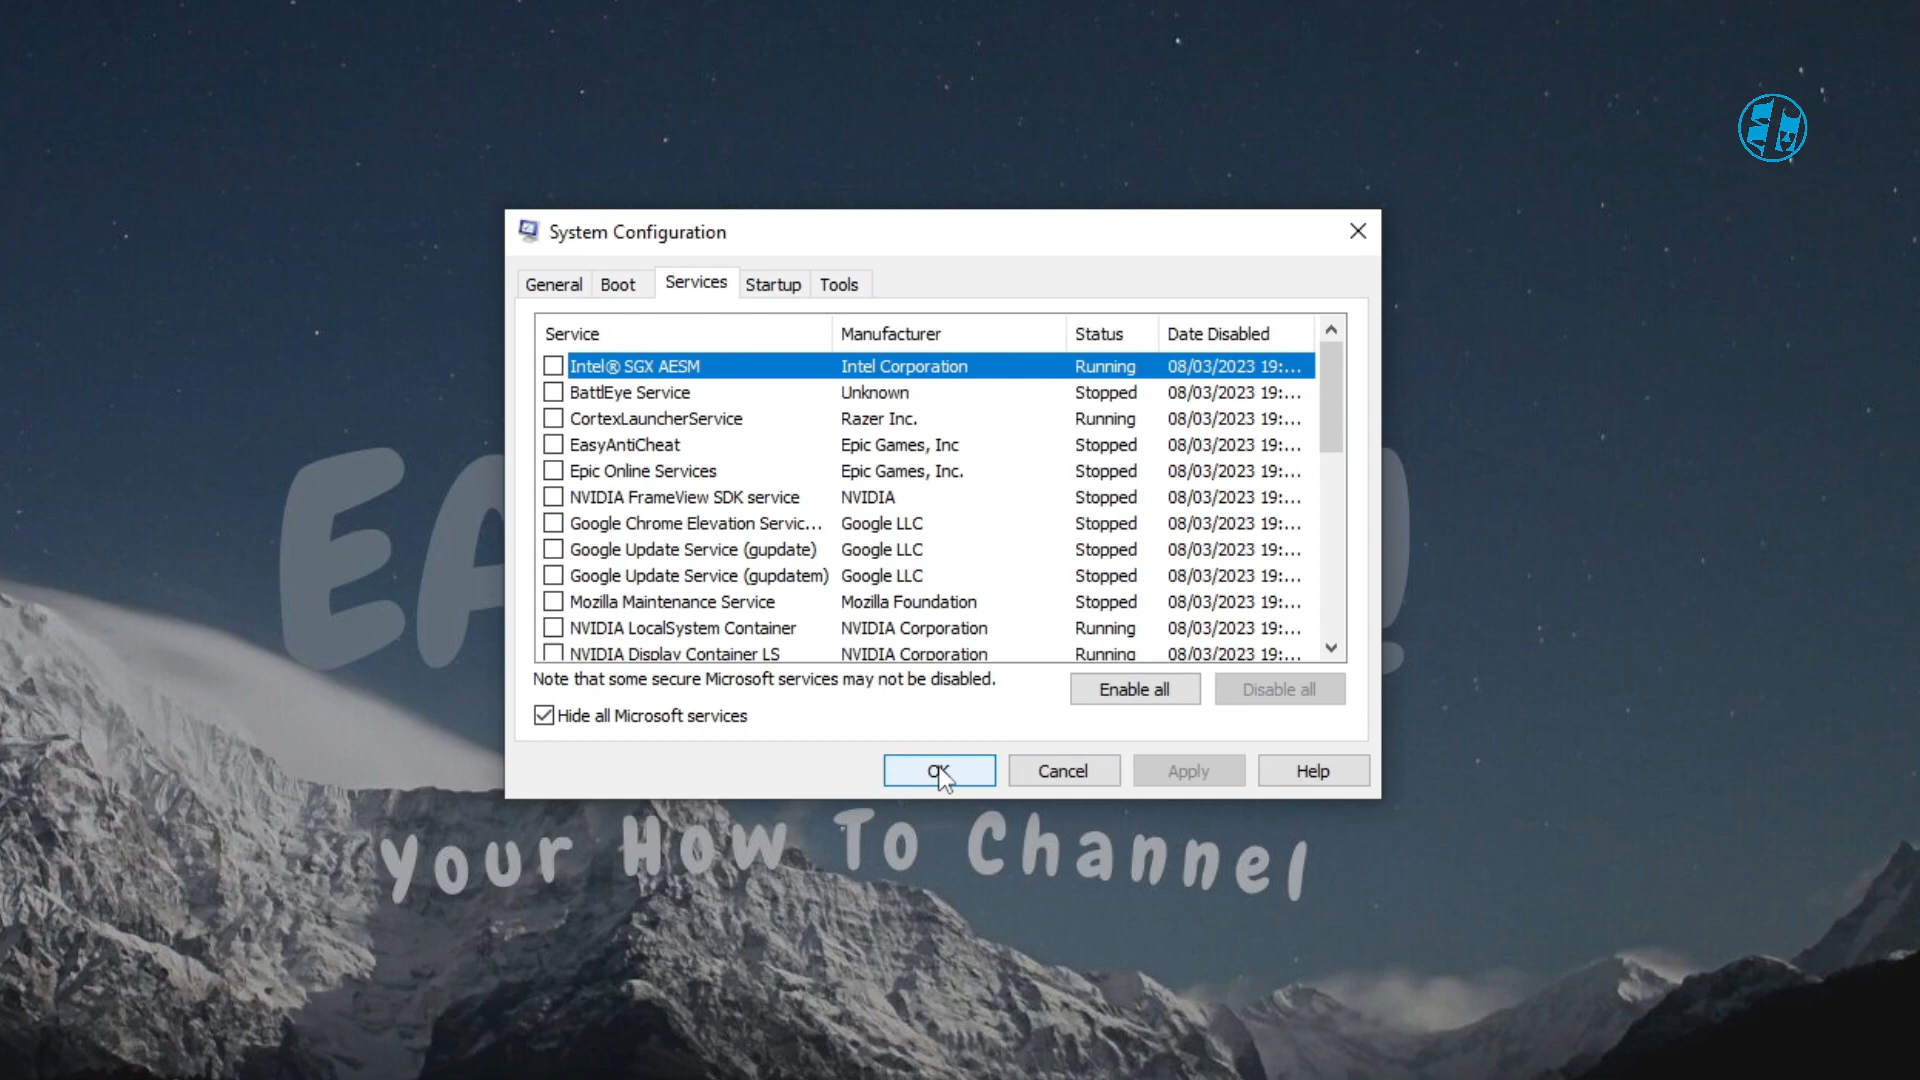 System Configuration
General Boot Services Startup Tools
Service Manufacturer Status Date Disabled
Intel® SGX AESM Intel Corporation Running 08/03/2023 19:...
BattlEye Service Unknown Stopped 08/03/2023 19:...
CortexLauncherService Razer Inc. Running 08/03/2023 19:...
EasyAntiCheat Epic Games, Inc Stopped 08/03/2023 19:...
Epic Online Services Epic Games, Inc. Stopped 08/03/2023 19:...
NVIDIA FrameView SDK service NVIDIA Stopped 08/03/2023 19:...
Google Chrome Elevation Servic... Google LLC Stopped 08/03/2023 19:...
Google Update Service (gupdate) Google LLC Stopped 08/03/2023 19:...
Google Update Service (gupdatem) Google LLC Stopped 08/03/2023 19:...
Mozilla Maintenance Service Mozilla Foundation Stopped 08/03/2023 19:...
NVIDIA LocalSystem Container NVIDIA Corporation Running 08/03/2023 19:...
NVIDIA Display Container LS NVIDIA Corporation Running 08/03/2023 19:...
Note that some secure Microsoft services may not be disabled.
Enable all Disable all
Hide all Microsoft services
OK Cancel Apply Help
Your How To Channel